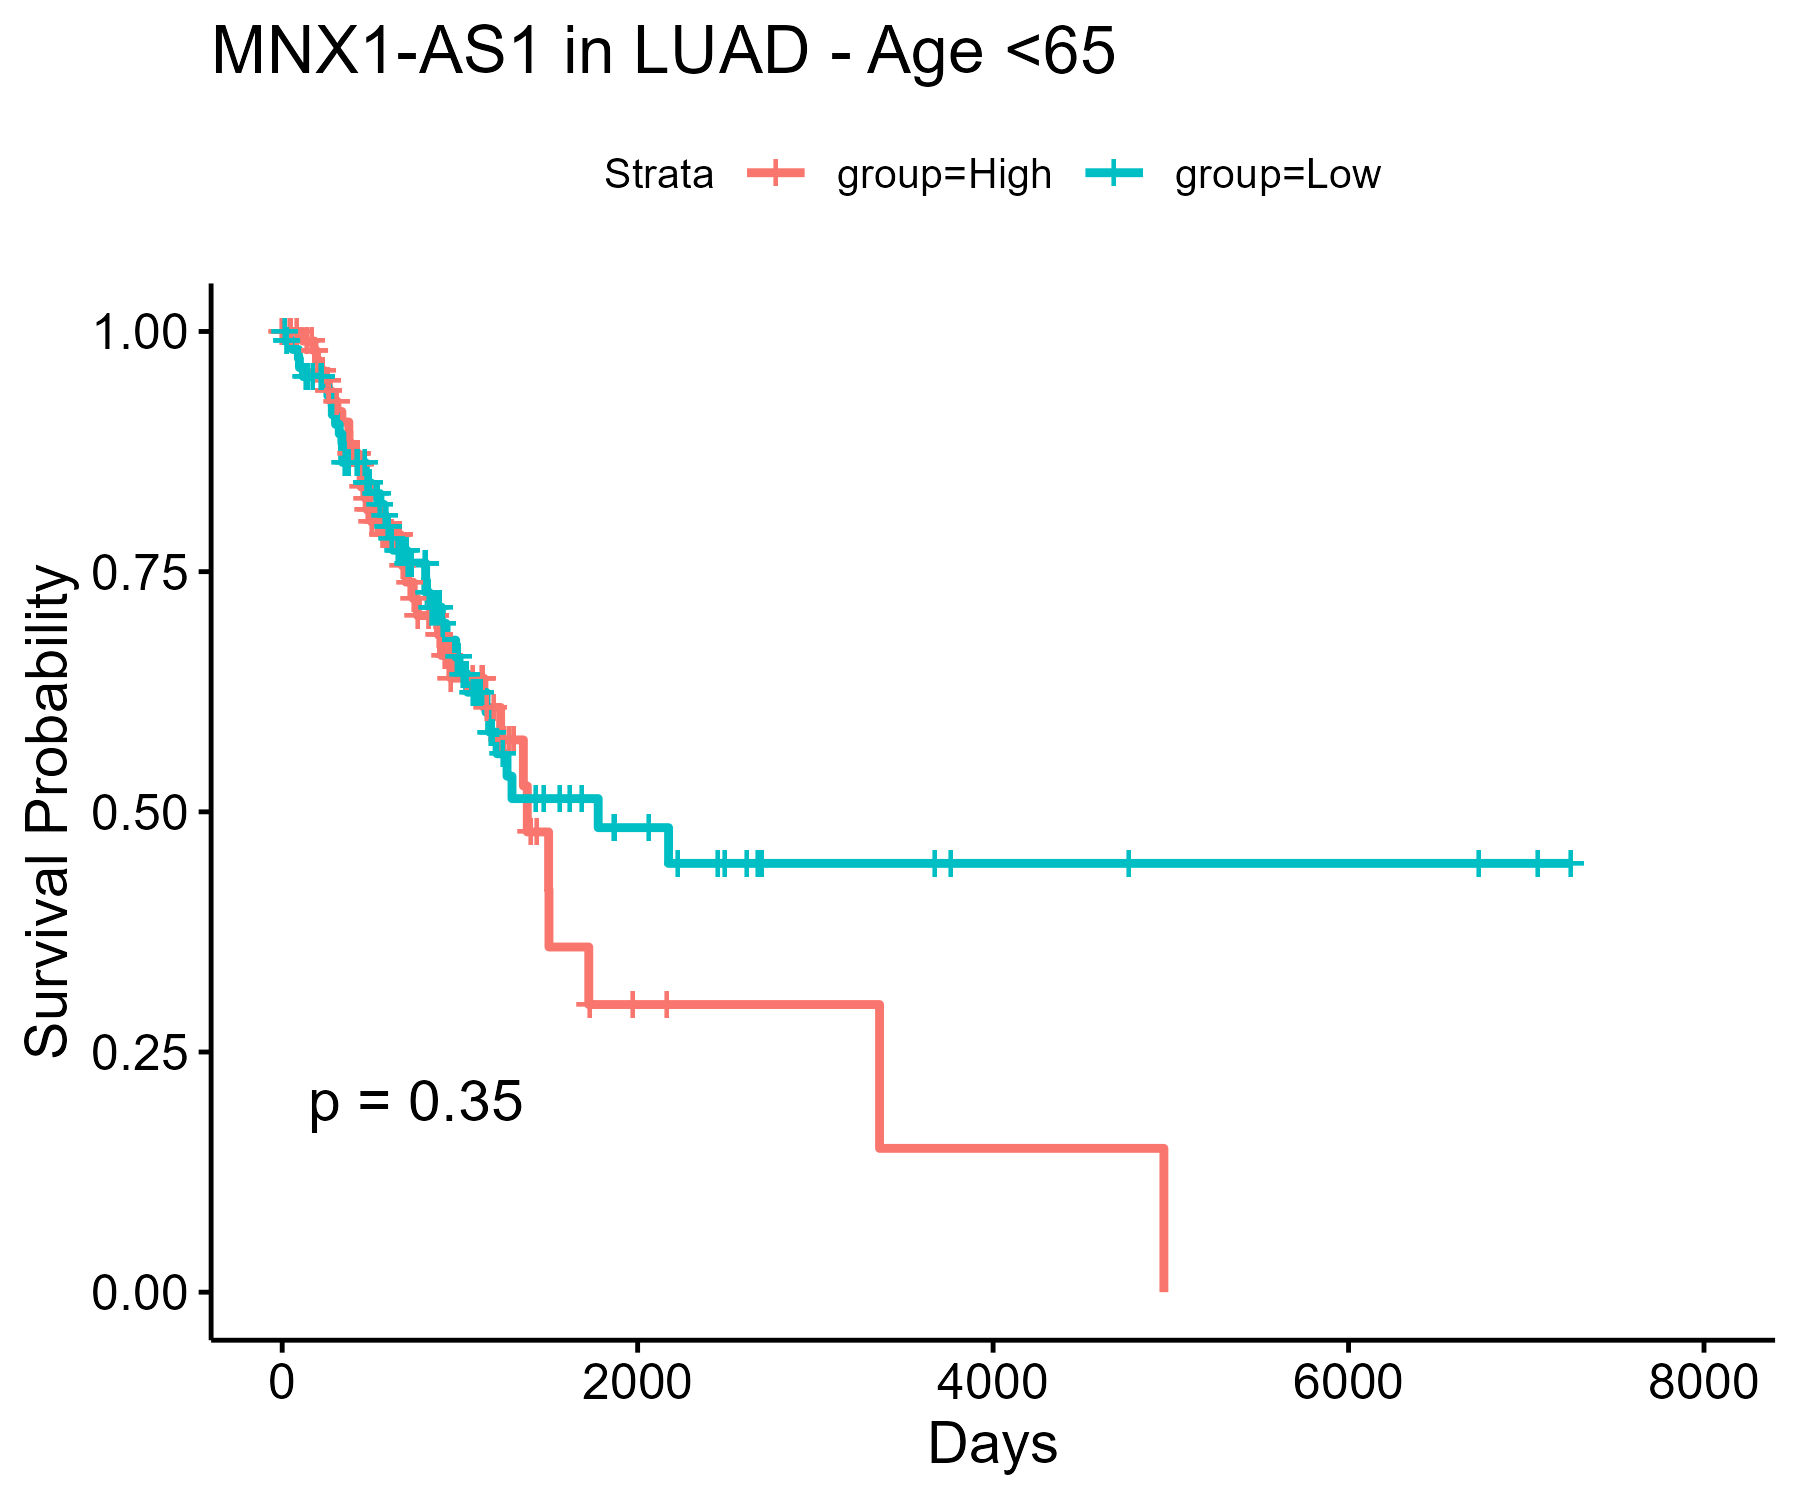 MNX1-AS1 in LUAD - Age <65
Strata group=High group=Low
Survival Probability
1.00
0.75
0.50
0.25
0.00
p = 0.35
0 2000 4000 6000 8000
Days